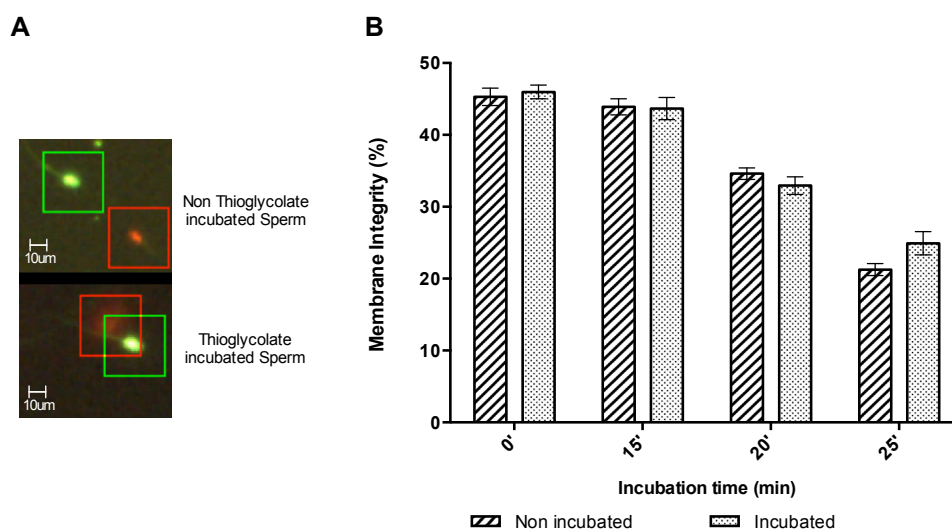 A
Non Thioglycolate
incubated Sperm
10um
Thioglycolate
incubated Sperm
10um
B
Membrane Integrity (%)
50
40
30
20
10
0
0'
15'
20'
25'
Incubation time (min)
Non incubated
Incubated